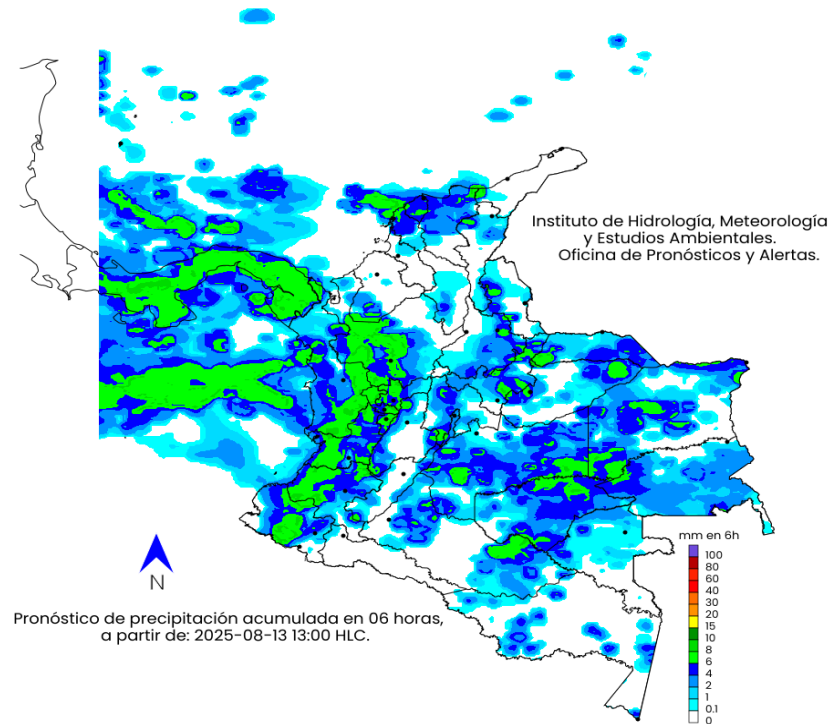 Instituto de Hidrología, Meteorología
y Estudios Ambientales.
Oficina de Pronósticos y Alertas.
N
Pronóstico de precipitación acumulada en 06 horas,
a partir de: 2025-08-13 13:00 HLC.
mm en 6h
100
80
60
40
30
20
15
10
8
6
4
2
1
0.1
0